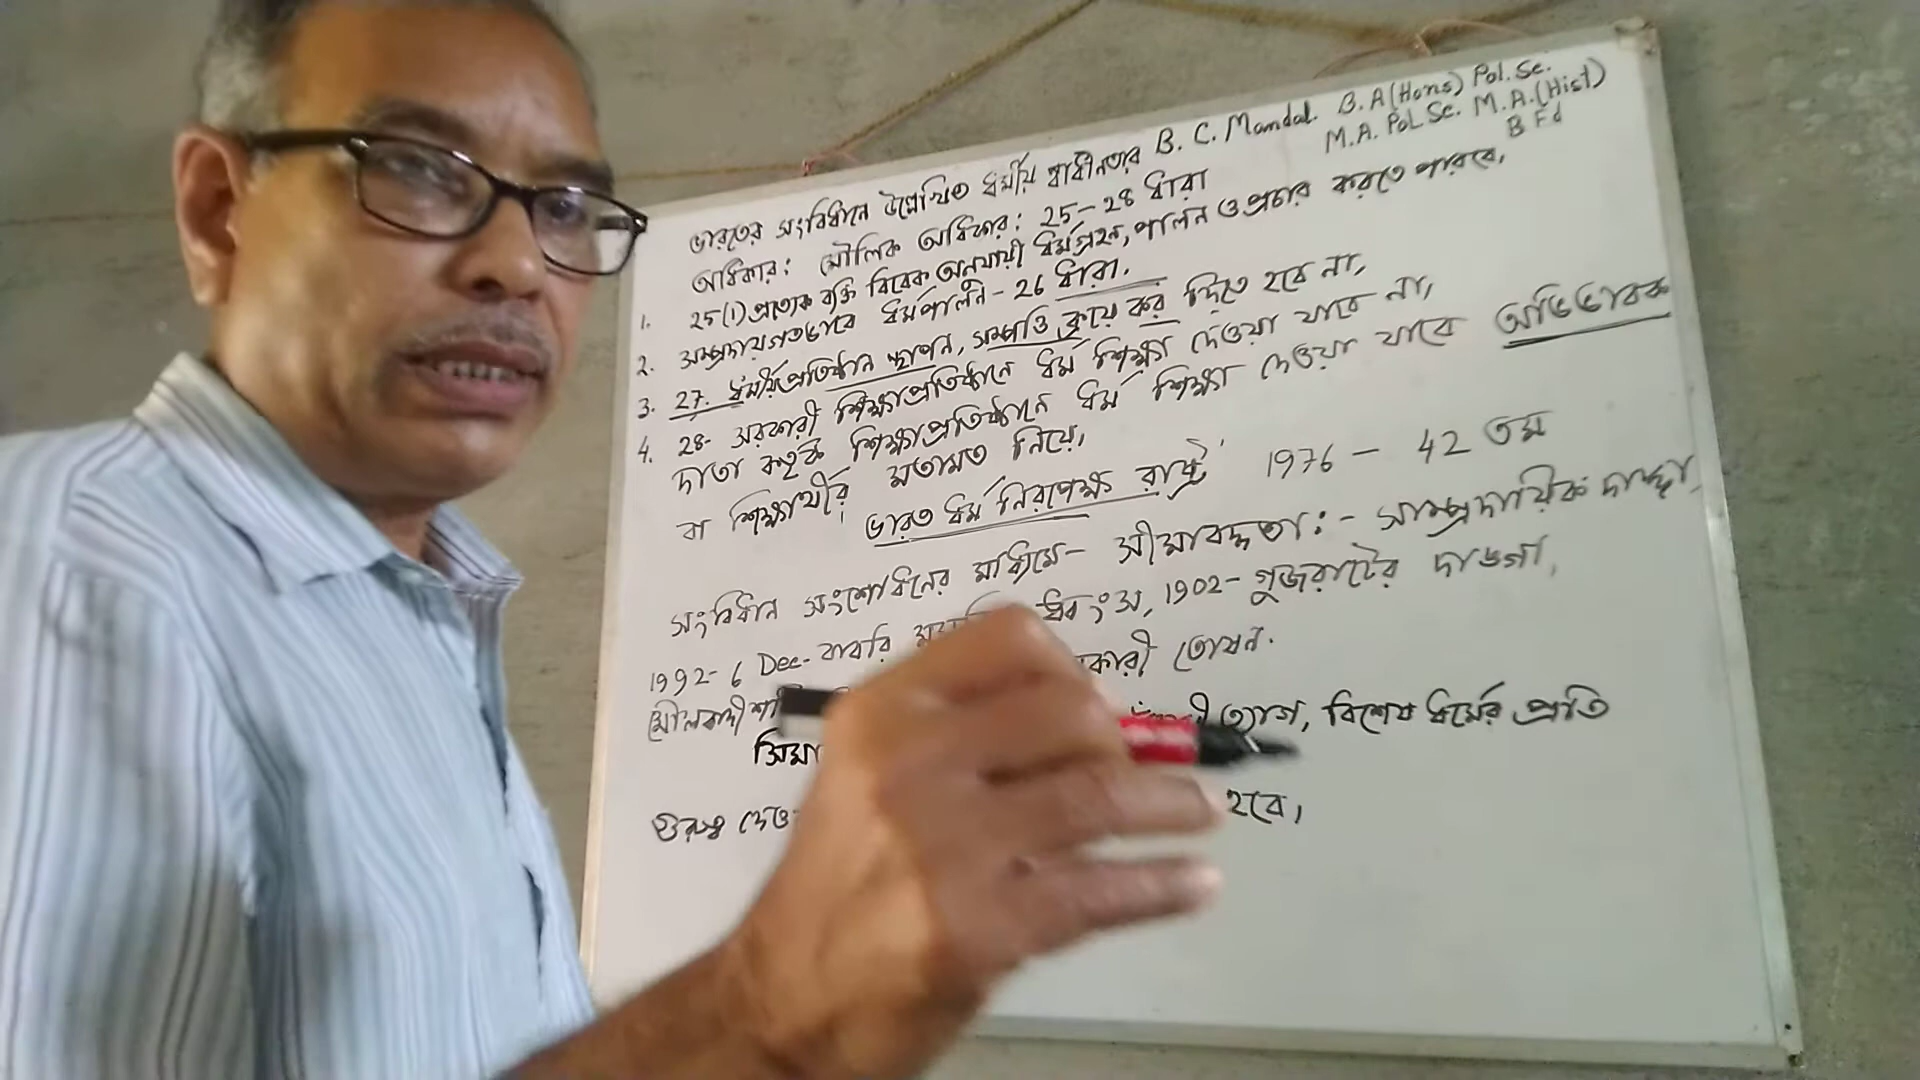 ভারতের সংবিধানে উল্লেখিত ধর্মীয় স্বাধীনতার B. C. Mandal. B.A(Hons) Pol.Sc.
M.A. Pol.Sc. M.A.(Hist)
B Ed
অধিকার: মৌলিক অধিকার: 25-28 ধারা
1. 25(1) প্রত্যেক ব্যক্তি বিবেক অনুযায়ী ধর্মগ্রহন, পালন ও প্রচার করতে পারবে,
2. সম্প্রদায়গতভাবে ধর্মপালন - 26 ধারা.
3. 27. ধর্মীয়প্রতিষ্ঠান স্থাপন, সম্পত্তি ক্রয়ে কর দিতে হবে না,
4. 28- সরকারী শিক্ষাপ্রতিষ্ঠানে ধর্ম শিক্ষা দেওয়া যাবে না,
দাতা কর্তৃক শিক্ষাপ্রতিষ্ঠানে ধর্ম শিক্ষা দেওয়া যাবে অভিভাবক
বা শিক্ষার্থীর মতামত নিয়ে,
ভারত ধর্ম নিরপেক্ষ রাষ্ট্র 1976 - 42 তম
সংবিধান সংশোধনের মাধ্যমে- সীমাবদ্ধতা:- সাম্প্রদায়িক দাঙ্গা,
1992- 6 Dec- বাবরি ধ্বংস, 1902- গুজরাটের দাঙগা,
মৌলবাদী তোষন.
ত্যাগ, বিশেষ ধর্মের প্রতি
গুরুত্ব হবে,